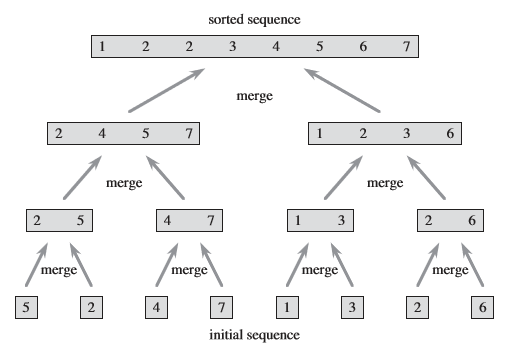 sorted sequence
1 2 2 3 4 5 6 7
merge
2 4 5 7 1 2 3 6
merge merge
2 5 4 7 1 3 2 6
merge merge merge merge
5 2 4 7 1 3 2 6
initial sequence